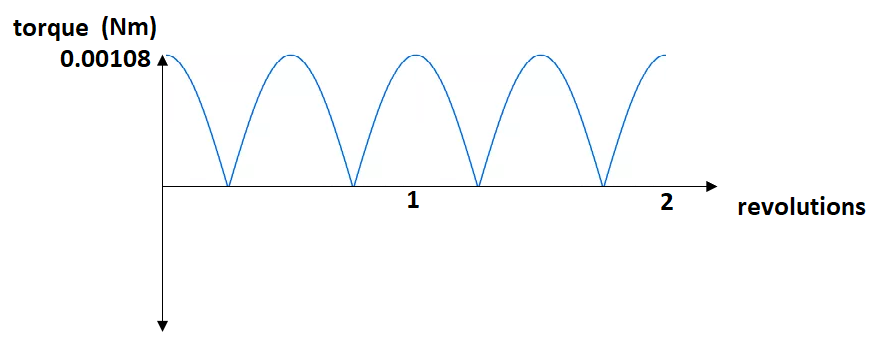 torque (Nm)
0.00108
1
2
revolutions